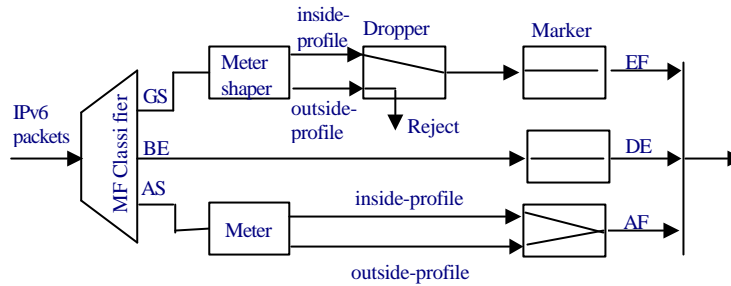 inside-
profile
Dropper
Marker
IPv6
packets
MF Classi fier
GS
Meter
shaper
outside-
profile
Reject
EF
BE
DE
AS
Meter
inside-profile
outside-profile
AF